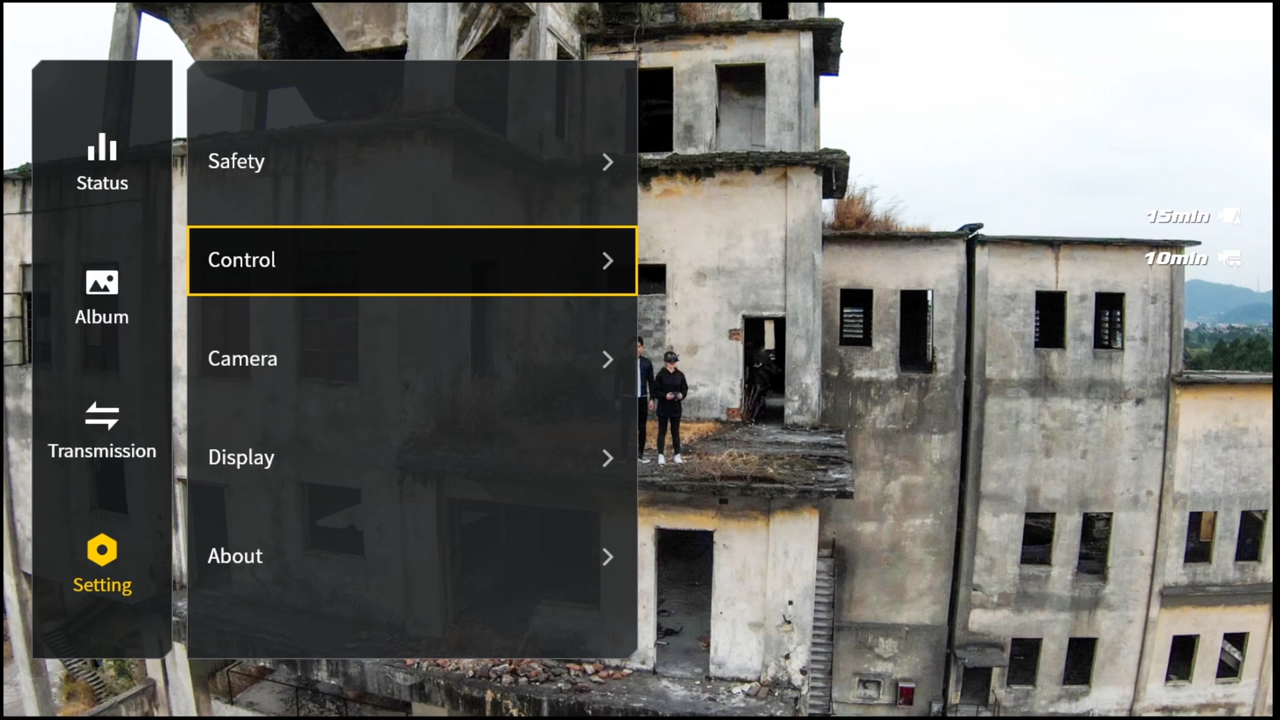 Status
Album
Transmission
Setting
Safety
Control
Camera
Display
About
15min
10min